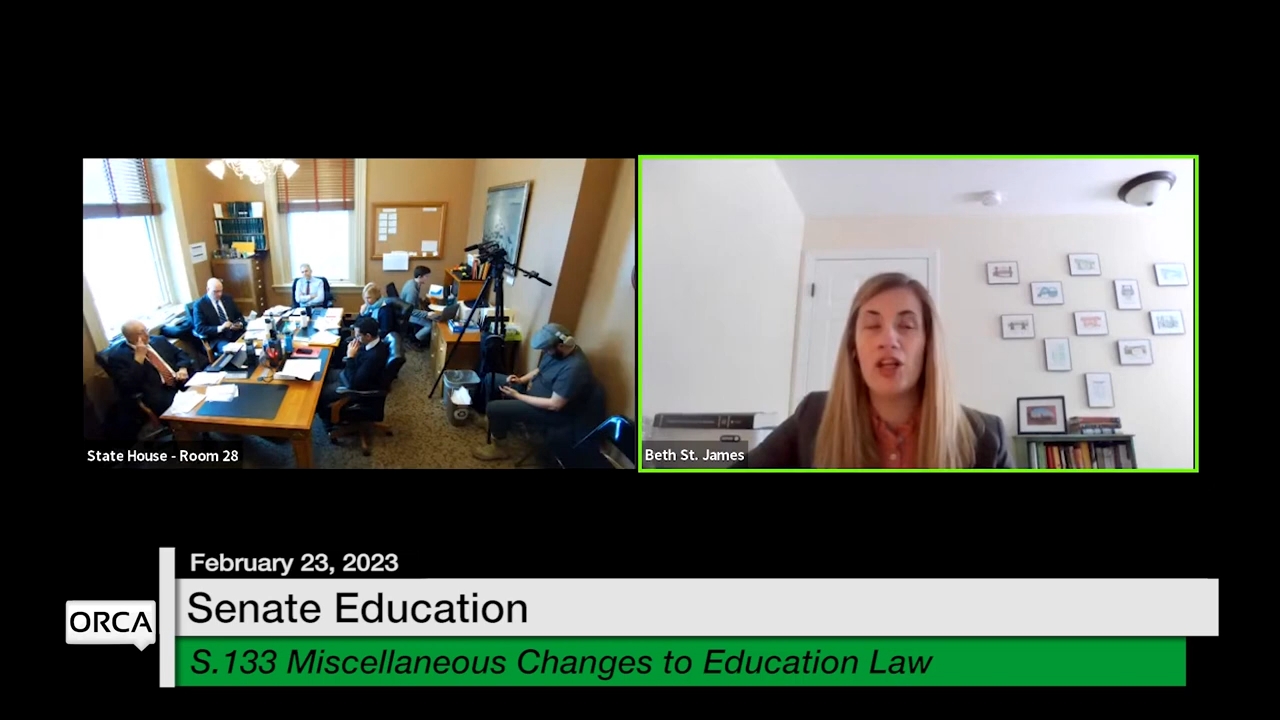 State House - Room 28
Beth St. James
February 23, 2023
Senate Education
ORCA
S.133 Miscellaneous Changes to Education Law